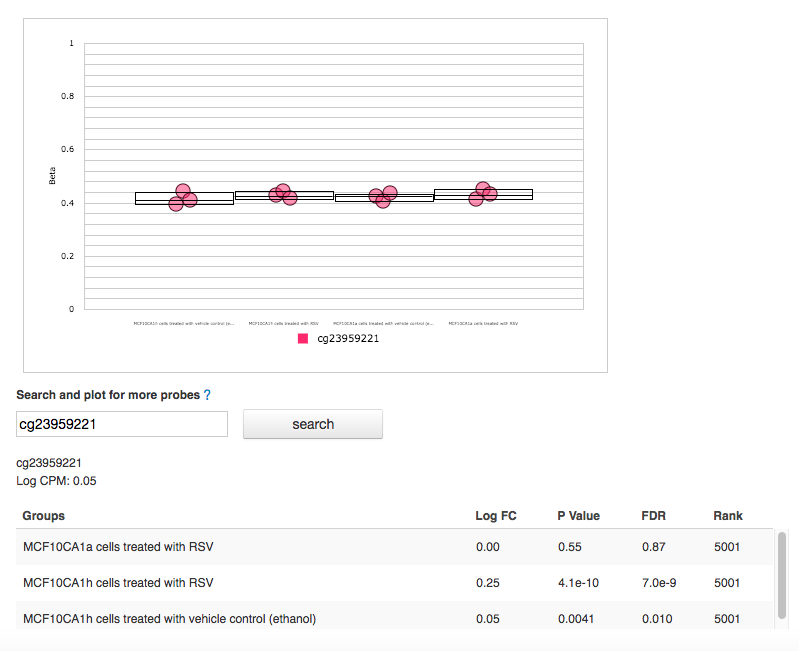 1
0.8
0.6
Beta
0.4
0.2
0
MCF10CA1h cells treated with vehicle control (e...
MCF10CA1h cells treated with RSV
MCF10CA1a cells treated with vehicle control (e...
MCF10CA1a cells treated with RSV
cg23959221
Search and plot for more probes ?
cg23959221
search
cg23959221
Log CPM: 0.05
Groups Log FC P Value FDR Rank
MCF10CA1a cells treated with RSV 0.00 0.55 0.87 5001
MCF10CA1h cells treated with RSV 0.25 4.1e-10 7.0e-9 5001
MCF10CA1h cells treated with vehicle control (ethanol) 0.05 0.0041 0.010 5001